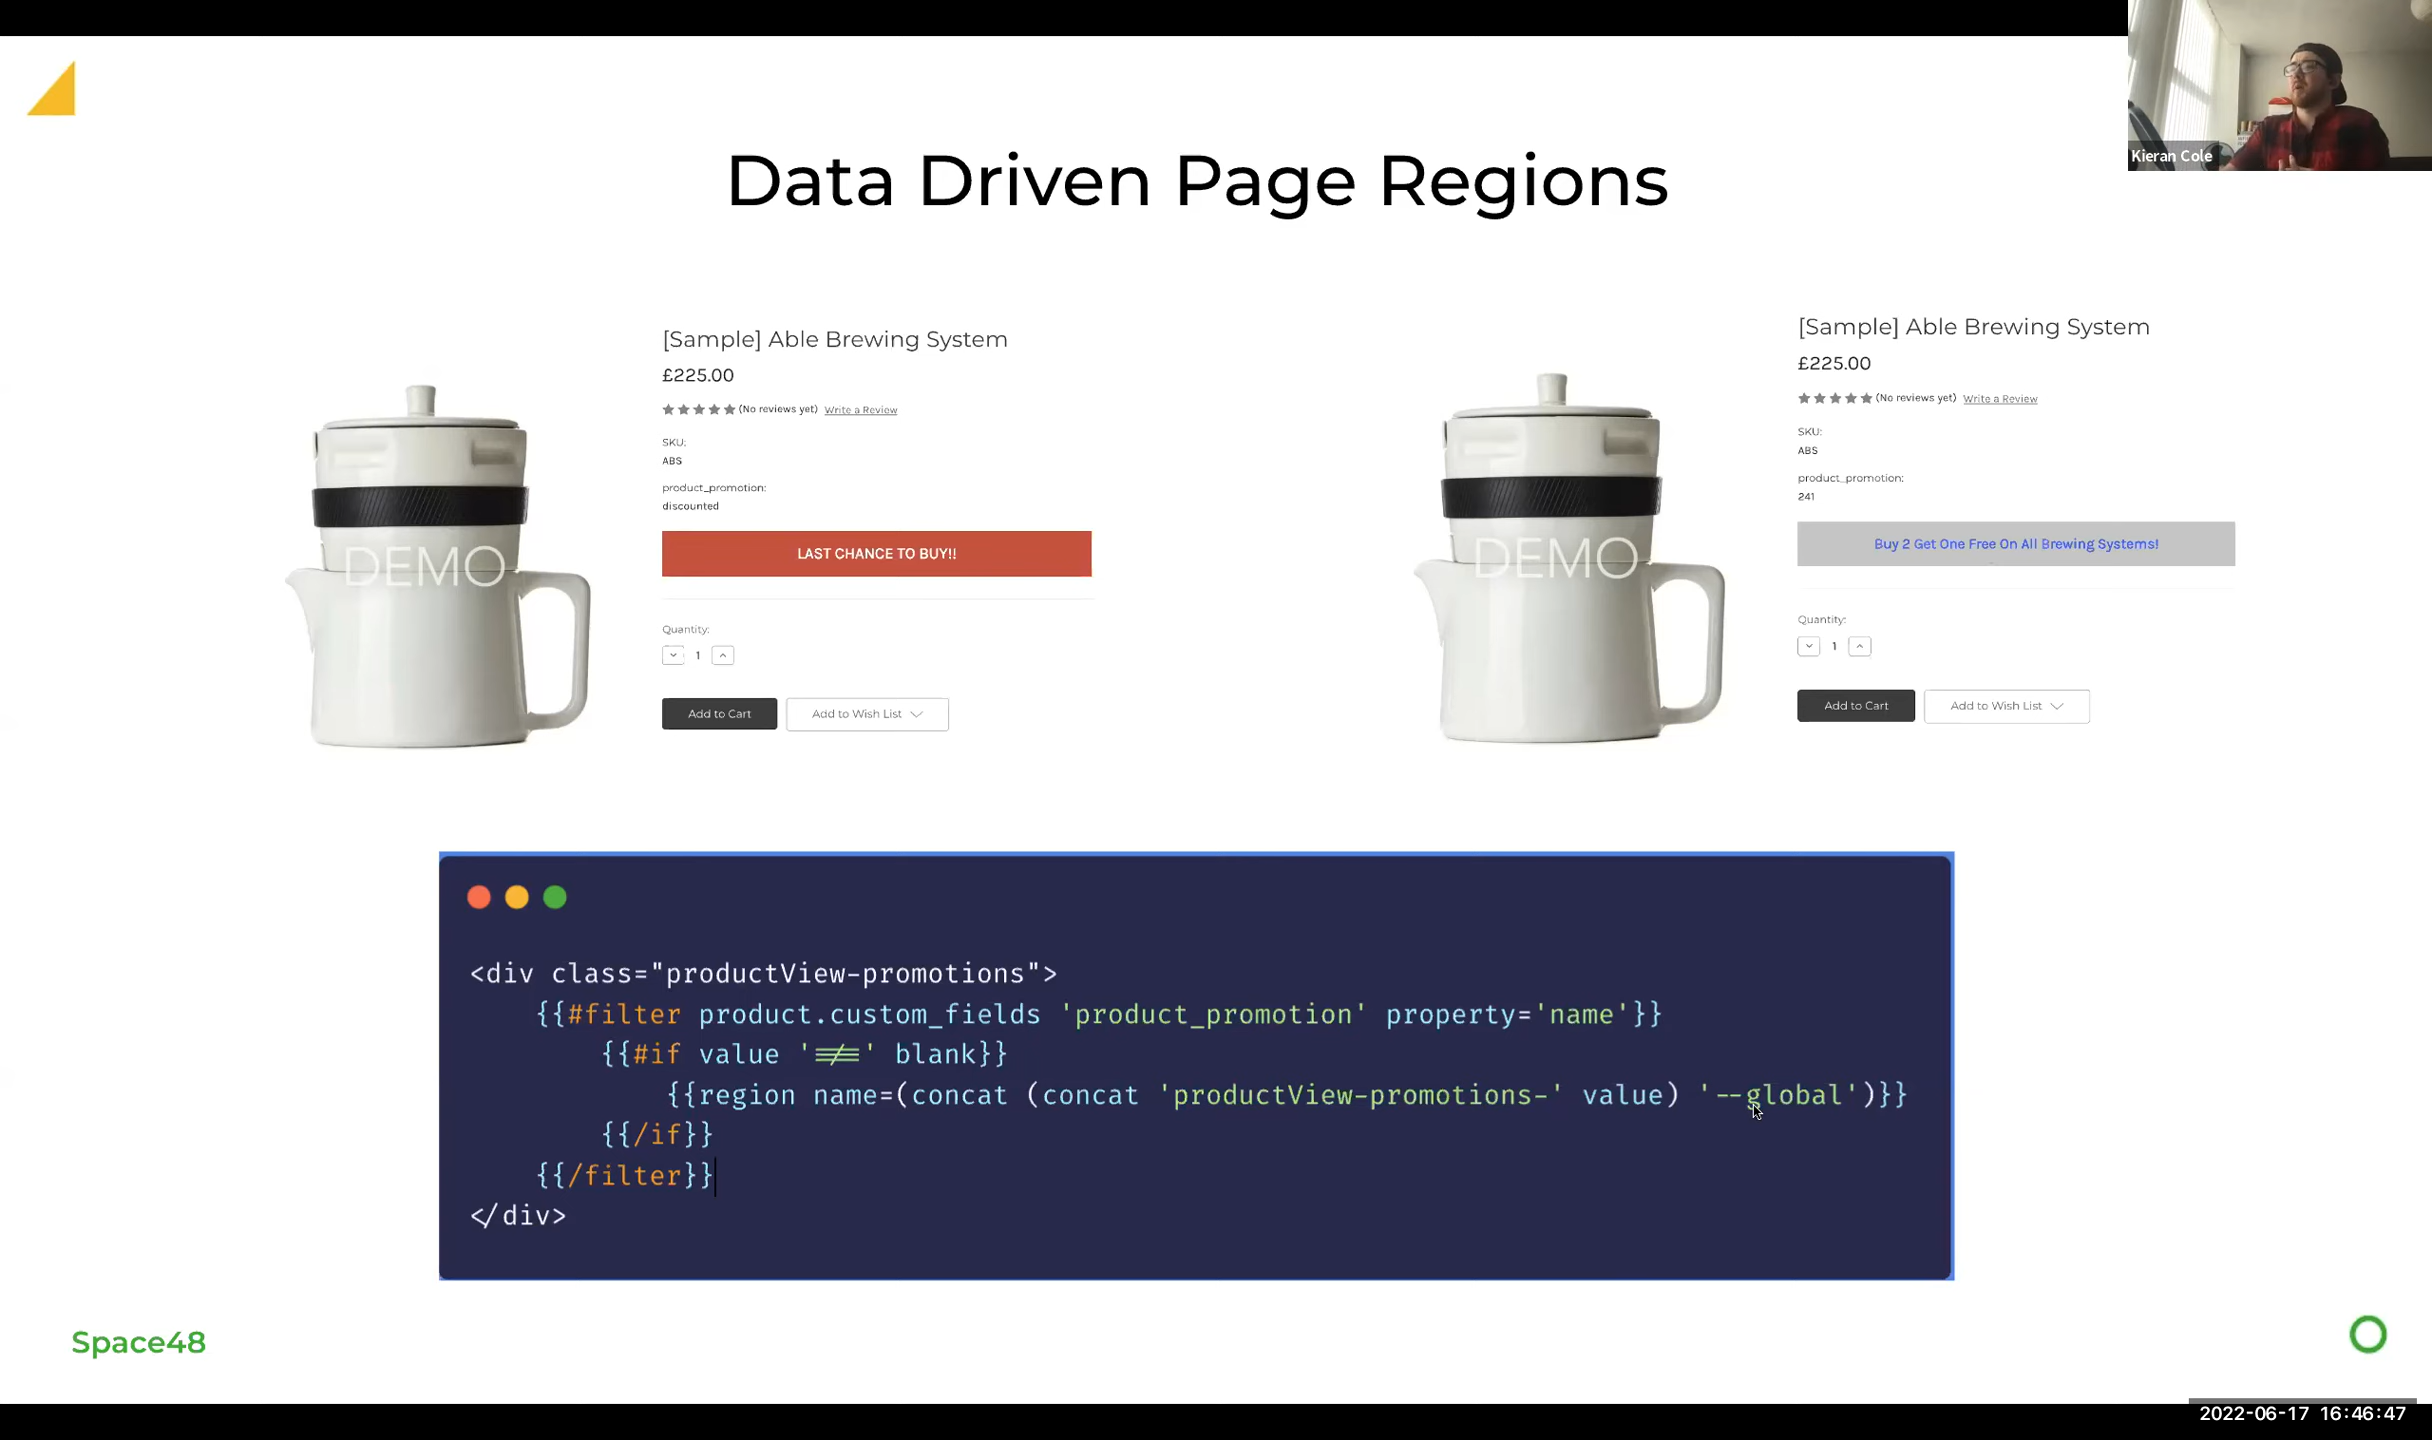 Kieran Cole
Data Driven Page Regions
[Sample] Able Brewing System
£225.00
(No reviews yet) Write a Review
SKU:
ABS
product_promotion:
discounted
LAST CHANCE TO BUY!!
Quantity:
1
Add to Cart Add to Wish List
DEMO
[Sample] Able Brewing System
£225.00
(No reviews yet) Write a Review
SKU:
ABS
product_promotion:
241
Buy 2 Get One Free On All Brewing Systems!
Quantity:
1
Add to Cart Add to Wish List
DEMO
<div class="productView-promotions">
{{#filter product.custom_fields 'product_promotion' property='name'}}
{{#if value '!==' blank}}
{{region name=(concat (concat 'productView-promotions-' value) '--global')}}
{{/if}}
{{/filter}}
</div>
Space48
2022-06-17 16:46:47